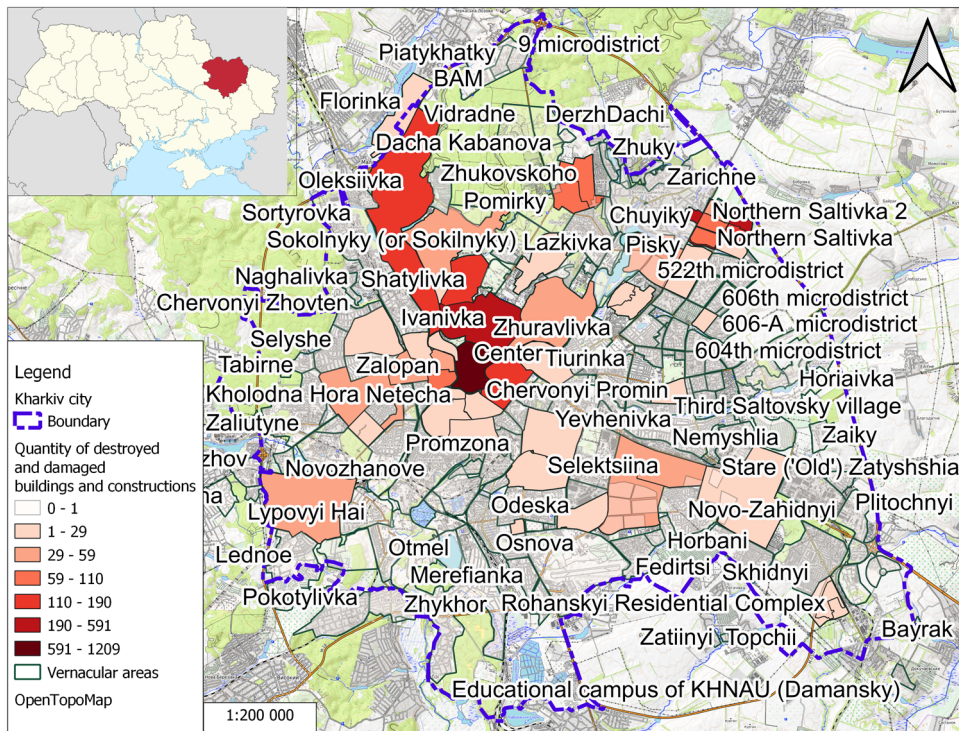 9 microdistrict
Piatykhatky
BAM
Florinka
Vidradne
DerzhDachi
Dacha Kabanova
Zhuky
Oleksiivka
Zhukovskoho
Zarichne
Pomirky
Sortyrovka
Chuyiky
Northern Saltivka 2
Sokolnyky (or Sokilnyky)
Lazkivka
Pisky
Northern Saltivka
Naghalivka
Shatylivka
522th microdistrict
Chervonyi Zhovten
606th microdistrict
Ivanivka
Zhuravlivka
606-A microdistrict
Selyshe
Center
Tiurinka
604th microdistrict
Tabirne
Zalopan
Horiaivka
Kholodna Hora
Netecha
Chervonyi Promin
Third Saltovsky village
Zaliutyne
Yevhenivka
Promzona
Nemyshlia
Zaiky
zhov
Novozhanove
Selektsiina
Stare ('Old') Zatyshshia
na
Lypovyi Hai
Odeska
Novo-Zahidnyi
Plitochnyi
Lednoe
Otmel
Osnova
Horbani
Merefianka
Fedirtsi
Skhidnyi
Pokotylivka
Zhykhor
Rohanskyi Residential Complex
Zatiinyi
Topchii
Bayrak
Educational campus of KHNAU (Damansky)
Legend
Kharkiv city
Boundary
Quantity of destroyed
and damaged
buildings and constructions
0 - 1
1 - 29
29 - 59
59 - 110
110 - 190
190 - 591
591 - 1209
Vernacular areas
OpenTopoMap
1:200 000